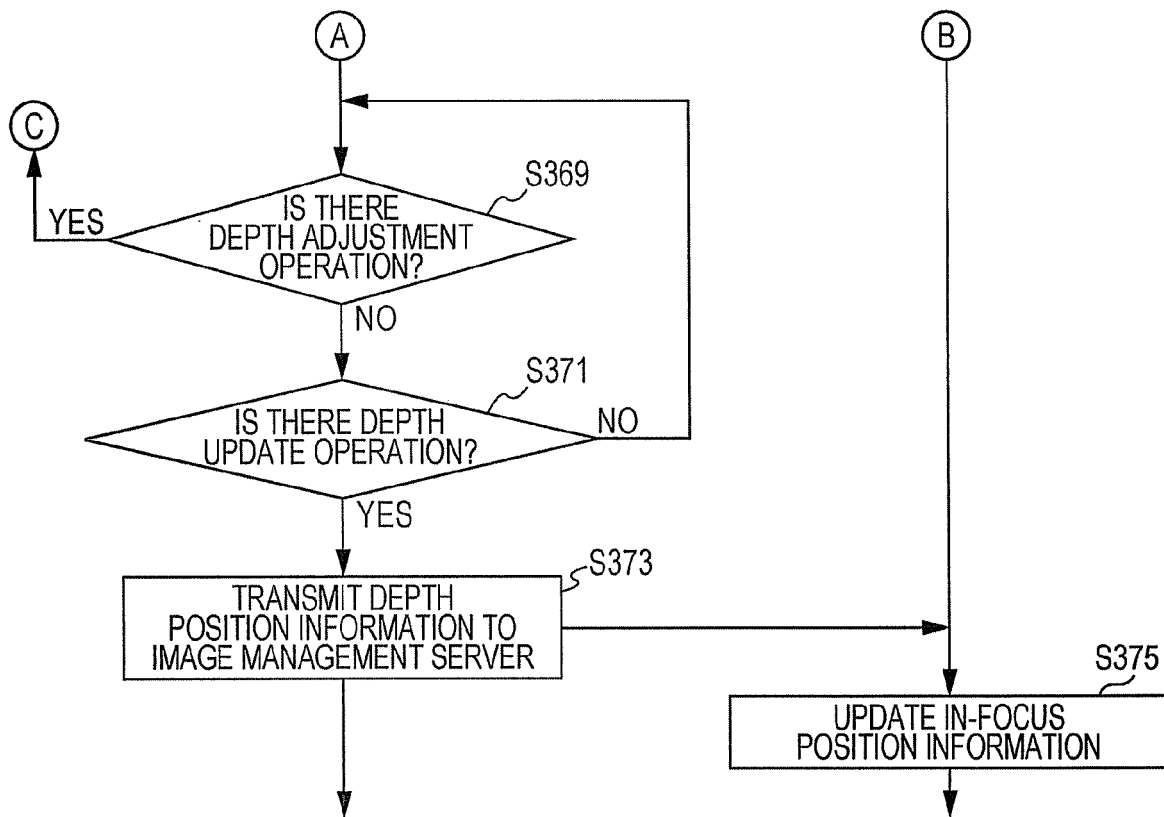 A
B
C
S369
YES
IS THERE
DEPTH ADJUSTMENT
OPERATION?
NO
S371
IS THERE DEPTH
UPDATE OPERATION?
NO
YES
S373
TRANSMIT DEPTH
POSITION INFORMATION TO
IMAGE MANAGEMENT SERVER
S375
UPDATE IN-FOCUS
POSITION INFORMATION